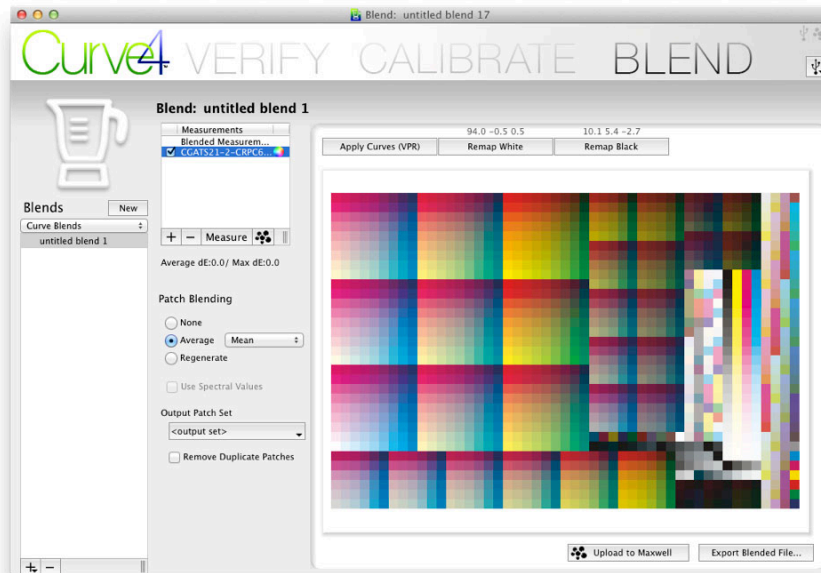 Blend: untitled blend 17
Curve4 VERIFY CALIBRATE BLEND
Blend: untitled blend 1
Measurements
Blended Measurem...
CGATS21-2-CRPC6...
+ − Measure
Average dE:0.0/ Max dE:0.0
Blends New
Curve Blends
untitled blend 1
Patch Blending
None
Average Mean
Regenerate
Use Spectral Values
Output Patch Set
<output set>
Remove Duplicate Patches
94.0 -0.5 0.5 10.1 5.4 -2.7
Apply Curves (VPR) Remap White Remap Black
Upload to Maxwell Export Blended File...
+ −